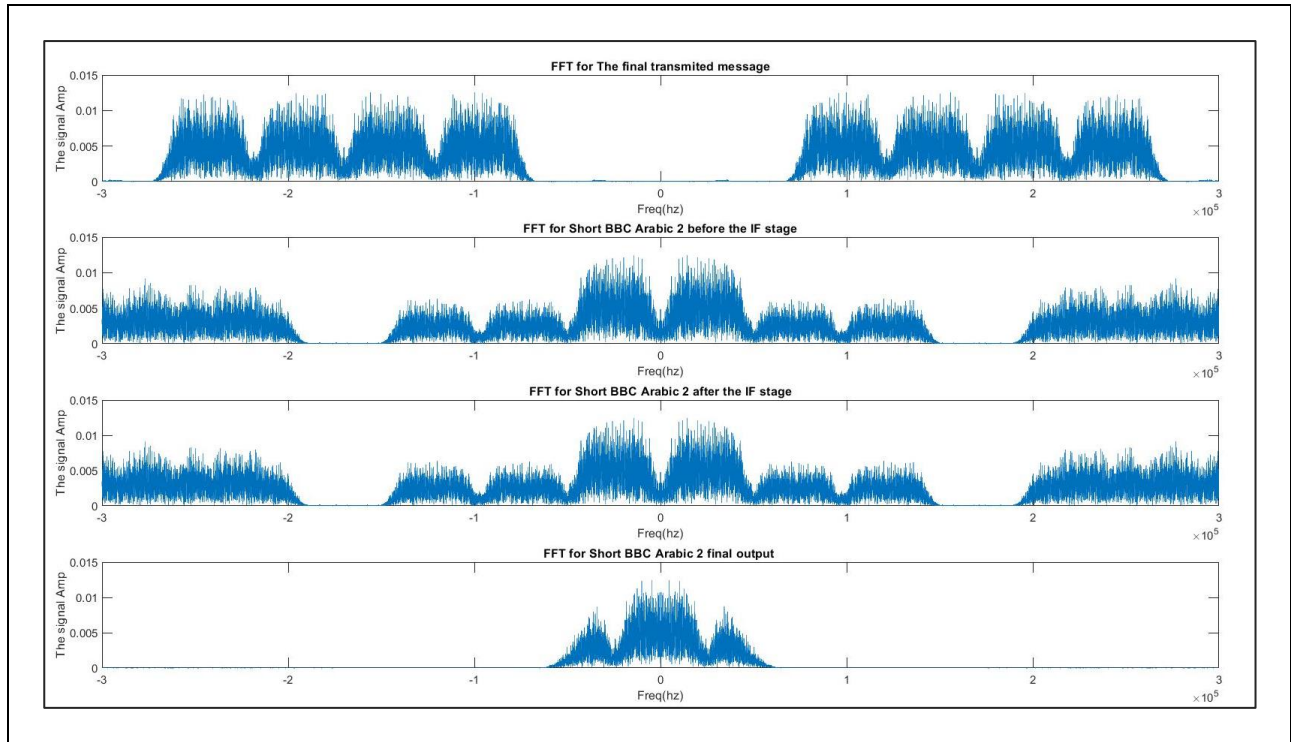 FFT for The final transmited message
The signal Amp
0.015
0.01
0.005
0
-3 -2 -1 0 1 2 3
Freq(hz)
×10^5
FFT for Short BBC Arabic 2 before the IF stage
The signal Amp
0.015
0.01
0.005
0
-3 -2 -1 0 1 2 3
Freq(hz)
×10^5
FFT for Short BBC Arabic 2 after the IF stage
The signal Amp
0.015
0.01
0.005
0
-3 -2 -1 0 1 2 3
Freq(hz)
×10^5
FFT for Short BBC Arabic 2 final output
The signal Amp
0.015
0.01
0.005
0
-3 -2 -1 0 1 2 3
Freq(hz)
×10^5